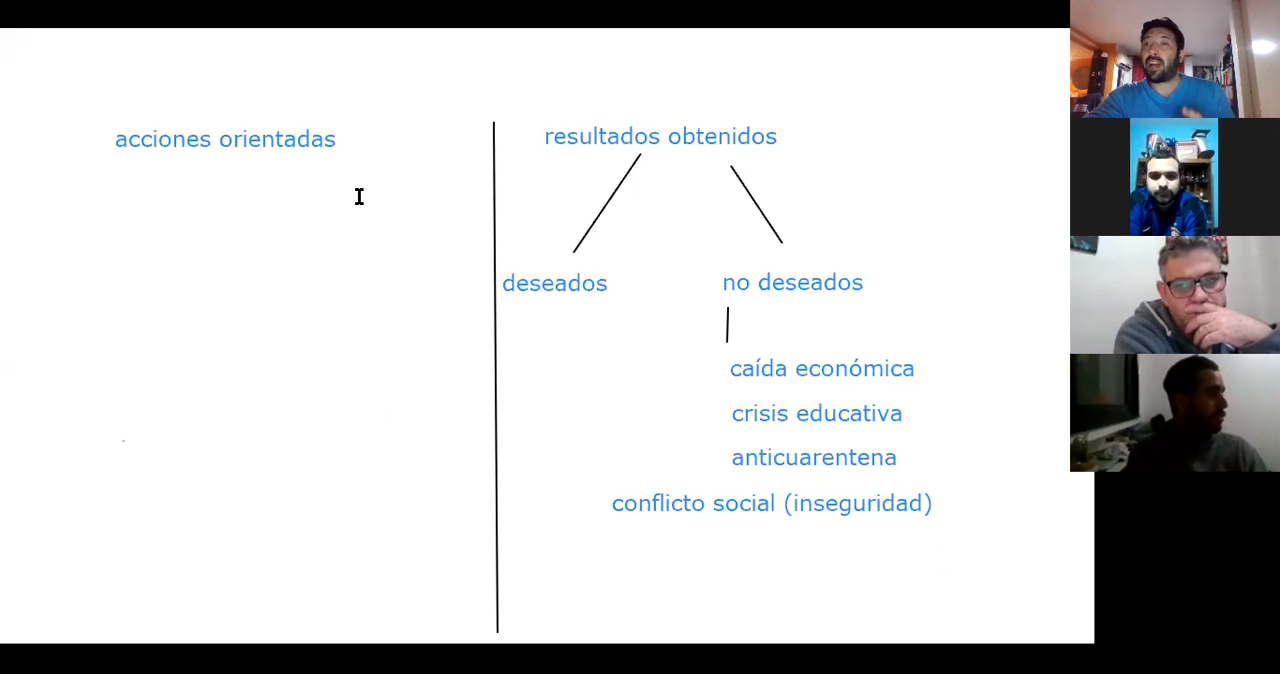 acciones orientadas
resultados obtenidos
deseados
no deseados
caída económica
crisis educativa
anticuarentena
conflicto social (inseguridad)